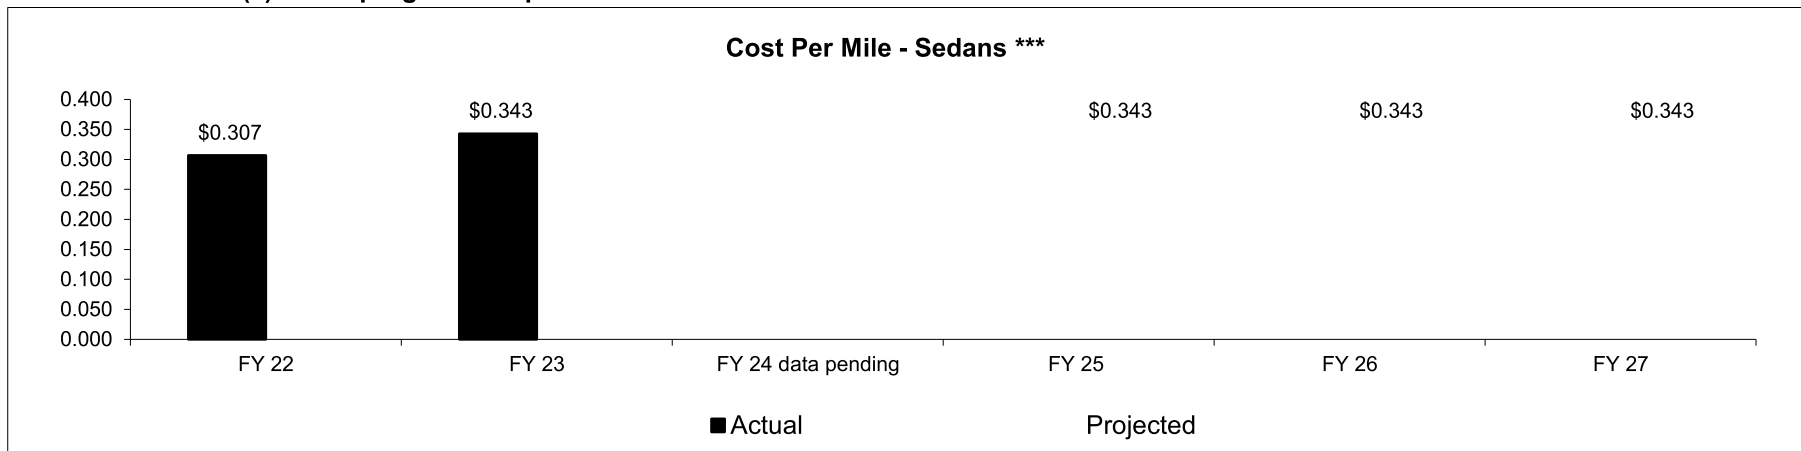 Cost Per Mile - Sedans ***
0.400
0.350
0.300
0.250
0.200
0.150
0.100
0.050
0.000
$0.307
$0.343
$0.343
$0.343
$0.343
FY 22
FY 23
FY 24 data pending
FY 25
FY 26
FY 27
Actual
Projected